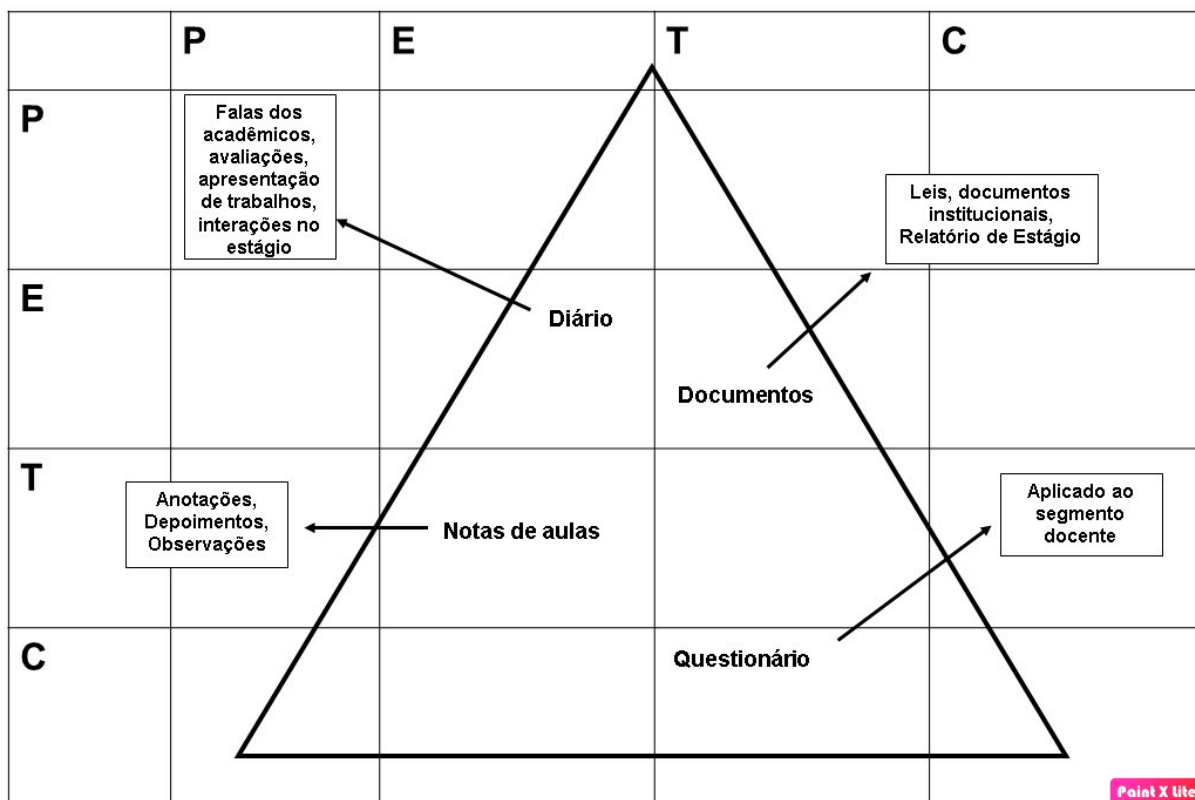 P E T C
P
Falas dos
acadêmicos,
avaliações,
apresentação
de trabalhos,
interações no
estágio
Leis, documentos
institucionais,
Relatório de Estágio
E
Diário
Documentos
T
Anotações,
Depoimentos,
Observações
Notas de aulas
Aplicado ao
segmento
docente
C
Questionário
Paint X Lite